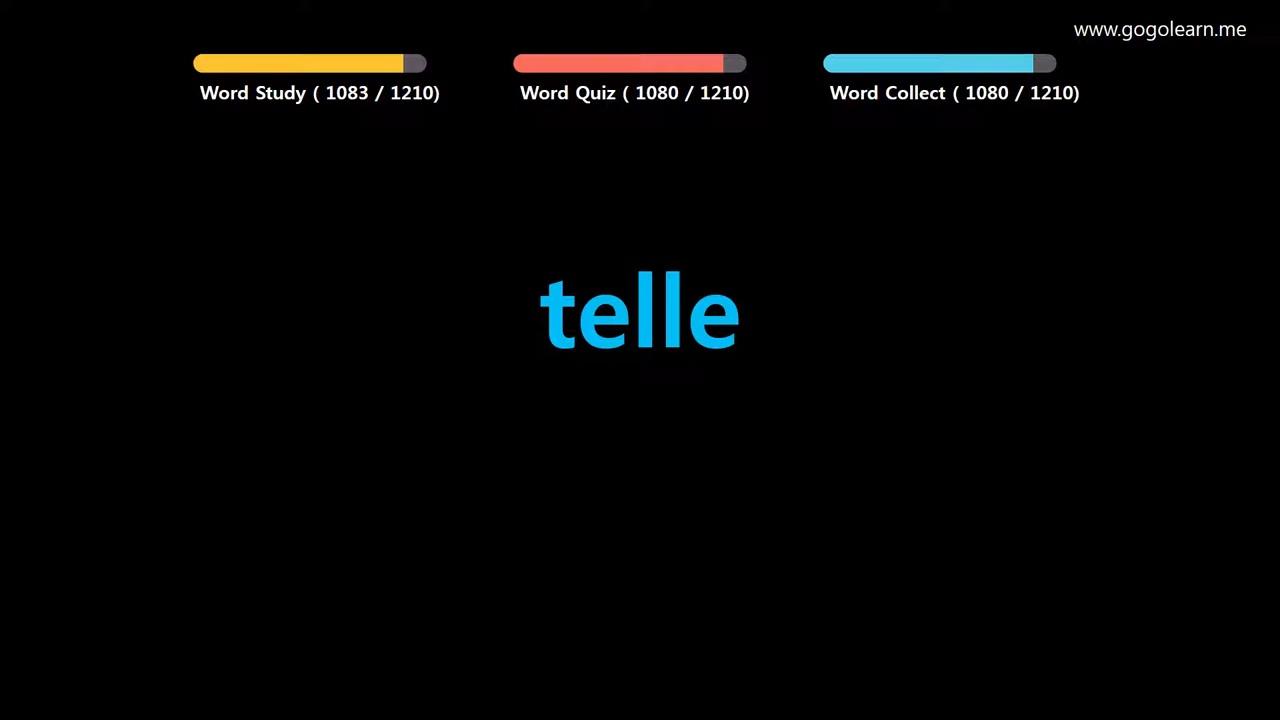 www.gogolearn.me
Word Study ( 1083 / 1210)
Word Quiz ( 1080 / 1210)
Word Collect ( 1080 / 1210)
telle